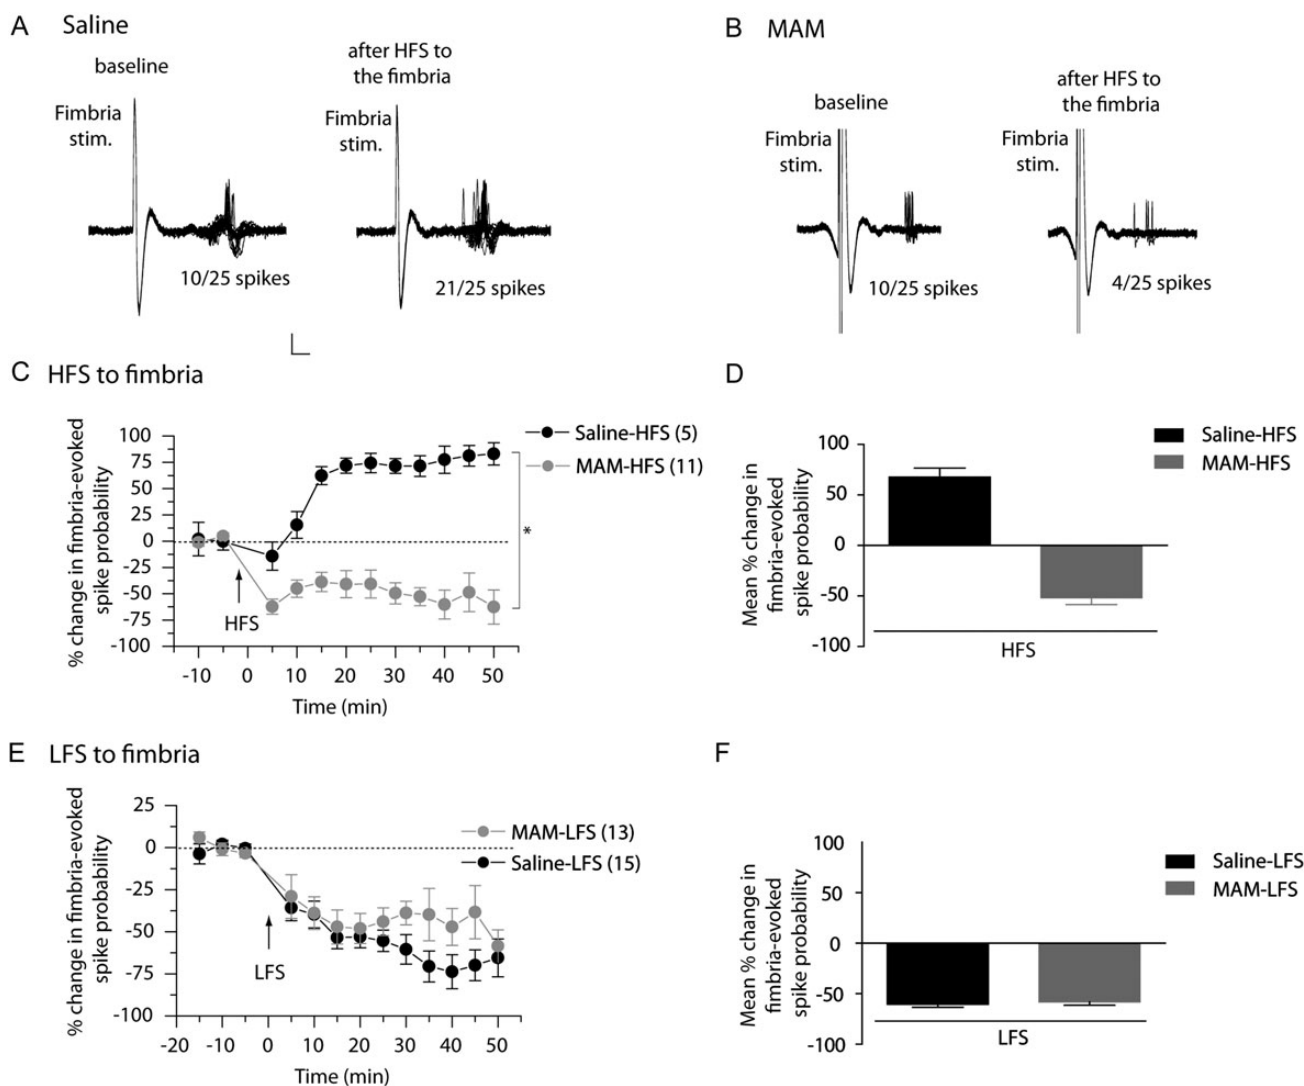 A Saline
baseline
Fimbria
stim.
10/25 spikes
after HFS to
the fimbria
Fimbria
stim.
21/25 spikes
B MAM
baseline
Fimbria
stim.
10/25 spikes
after HFS to
the fimbria
Fimbria
stim.
4/25 spikes
C HFS to fimbria
% change in fimbria-evoked
spike probability
100
75
50
25
0
-25
-50
-75
-100
HFS
-10 0 10 20 30 40 50
Time (min)
Saline-HFS (5)
MAM-HFS (11)
*
D
Mean % change in
fimbria-evoked
spike probability
100
50
0
-50
-100
HFS
Saline-HFS
MAM-HFS
E LFS to fimbria
% change in fimbria-evoked
spike probability
25
0
-25
-50
-75
-100
LFS
-20 -10 0 10 20 30 40 50
Time (min)
MAM-LFS (13)
Saline-LFS (15)
F
Mean % change in
fimbria-evoked
spike probability
100
50
0
-50
-100
LFS
Saline-LFS
MAM-LFS